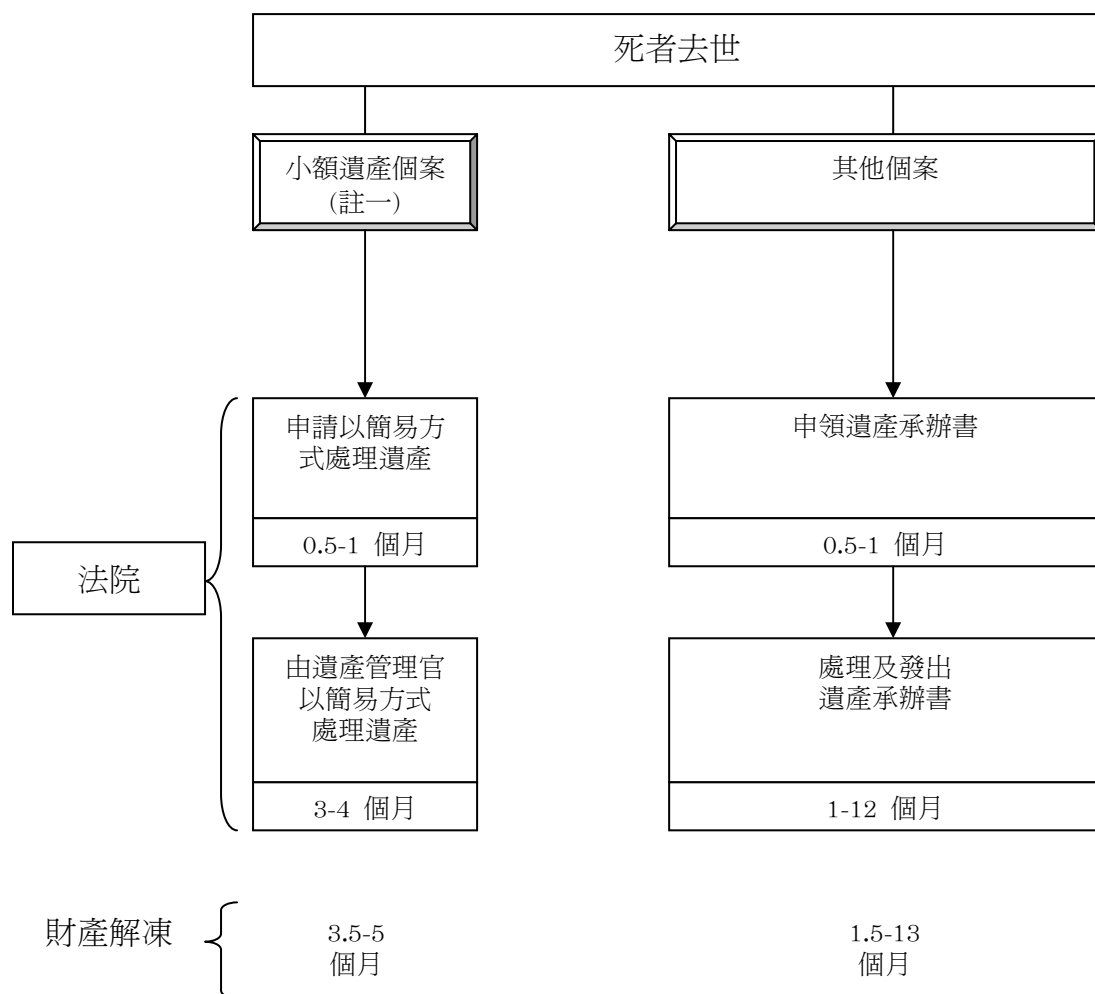 死者去世
小額遺產個案
(註一)
其他個案
申請以簡易方
式處理遺產
0.5-1 個月
申領遺產承辦書
0.5-1 個月
法院
由遺產管理官
以簡易方式
處理遺產
3-4 個月
處理及發出
遺產承辦書
1-12 個月
財產解凍
3.5-5
個月
1.5-13
個月